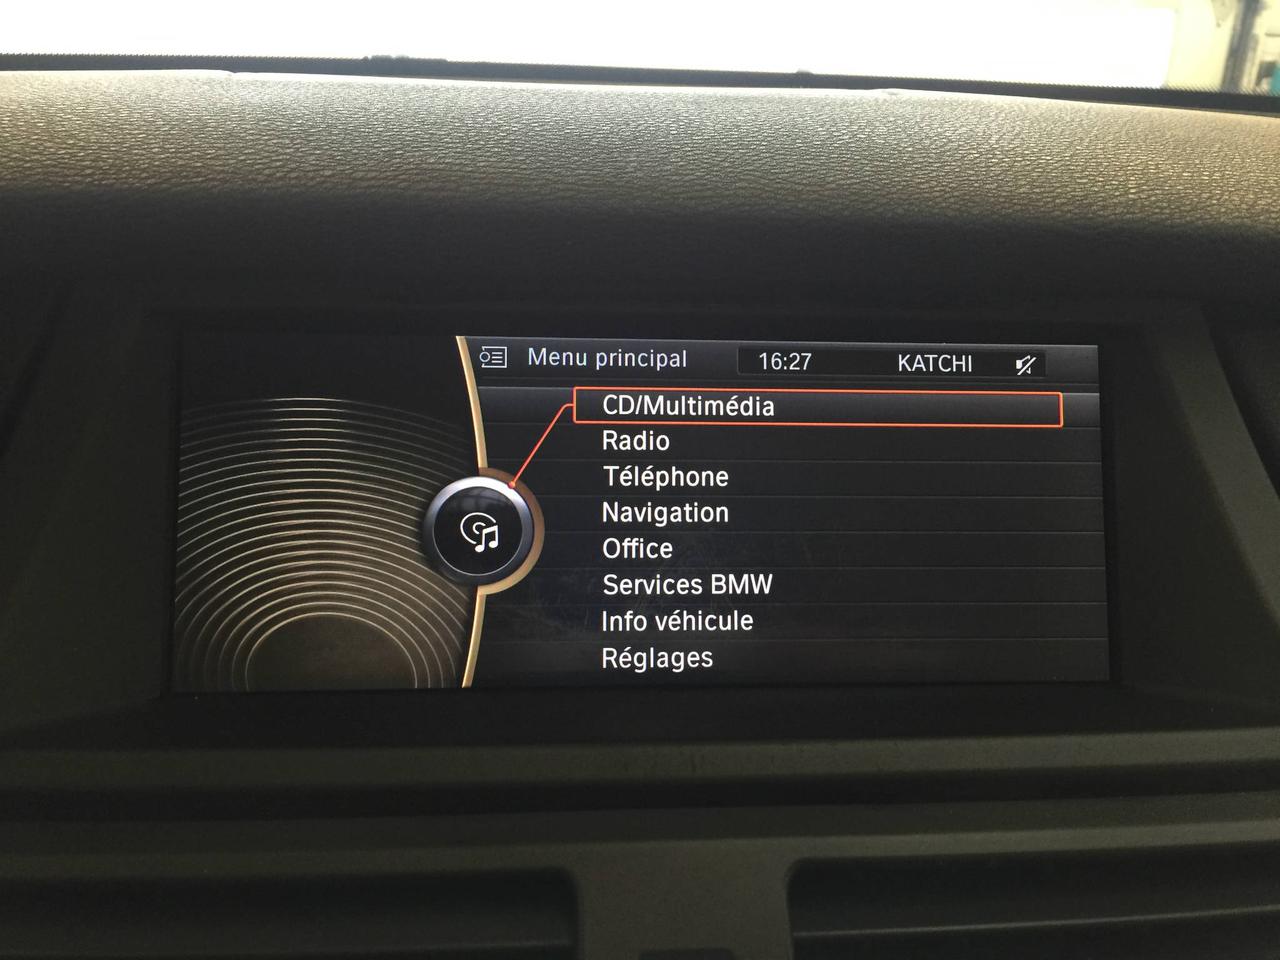 Menu principal 16:27 KATCHI
CD/Multimédia
Radio
Téléphone
Navigation
Office
Services BMW
Info véhicule
Réglages